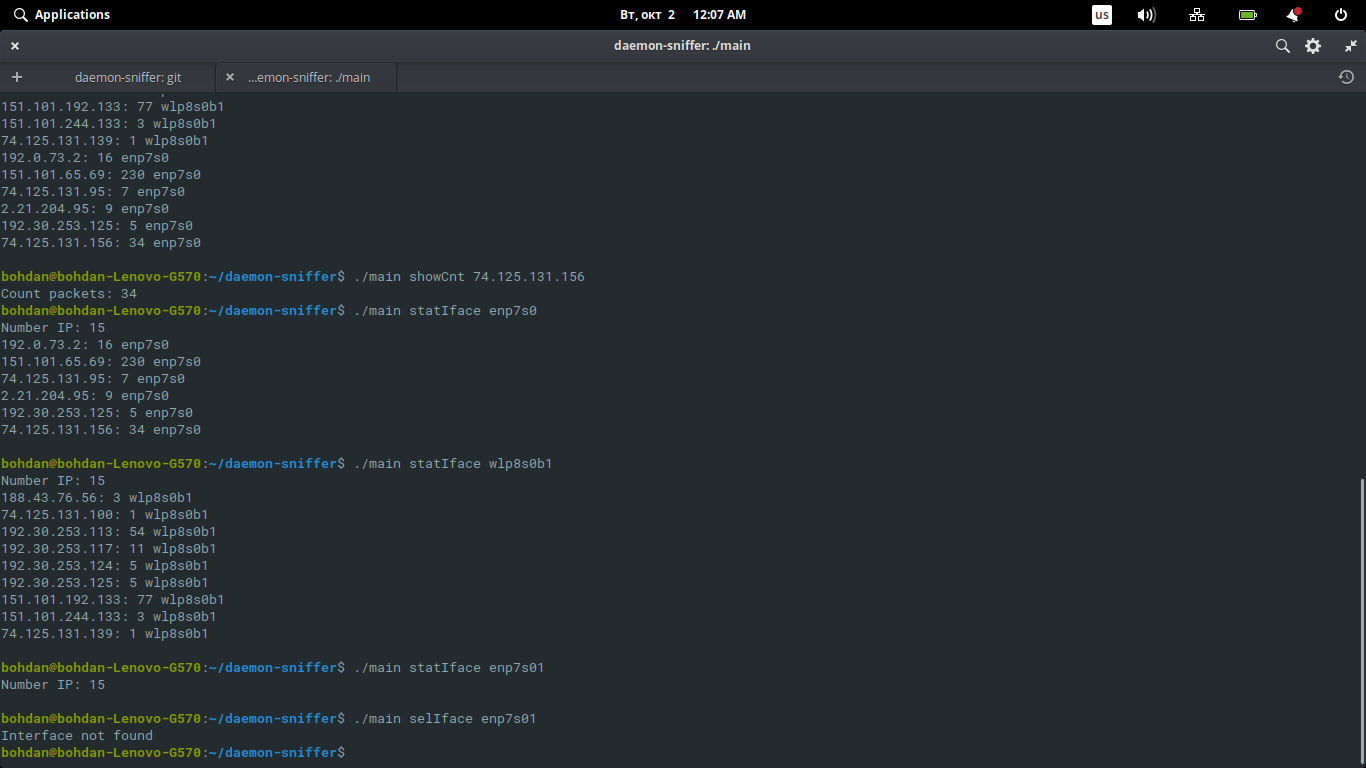 Applications
Вт, окт 2 12:07 AM
us
daemon-sniffer: ./main
daemon-sniffer: git
...emon-sniffer: ./main
151.101.192.133: 77 wlp8s0b1
151.101.244.133: 3 wlp8s0b1
74.125.131.139: 1 wlp8s0b1
192.0.73.2: 16 enp7s0
151.101.65.69: 230 enp7s0
74.125.131.95: 7 enp7s0
2.21.204.95: 9 enp7s0
192.30.253.125: 5 enp7s0
74.125.131.156: 34 enp7s0
bohdan@bohdan-Lenovo-G570:~/daemon-sniffer$ ./main showCnt 74.125.131.156
Count packets: 34
bohdan@bohdan-Lenovo-G570:~/daemon-sniffer$ ./main statIface enp7s0
Number IP: 15
192.0.73.2: 16 enp7s0
151.101.65.69: 230 enp7s0
74.125.131.95: 7 enp7s0
2.21.204.95: 9 enp7s0
192.30.253.125: 5 enp7s0
74.125.131.156: 34 enp7s0
bohdan@bohdan-Lenovo-G570:~/daemon-sniffer$ ./main statIface wlp8s0b1
Number IP: 15
188.43.76.56: 3 wlp8s0b1
74.125.131.100: 1 wlp8s0b1
192.30.253.113: 54 wlp8s0b1
192.30.253.117: 11 wlp8s0b1
192.30.253.124: 5 wlp8s0b1
192.30.253.125: 5 wlp8s0b1
151.101.192.133: 77 wlp8s0b1
151.101.244.133: 3 wlp8s0b1
74.125.131.139: 1 wlp8s0b1
bohdan@bohdan-Lenovo-G570:~/daemon-sniffer$ ./main statIface enp7s01
Number IP: 15
bohdan@bohdan-Lenovo-G570:~/daemon-sniffer$ ./main selIface enp7s01
Interface not found
bohdan@bohdan-Lenovo-G570:~/daemon-sniffer$